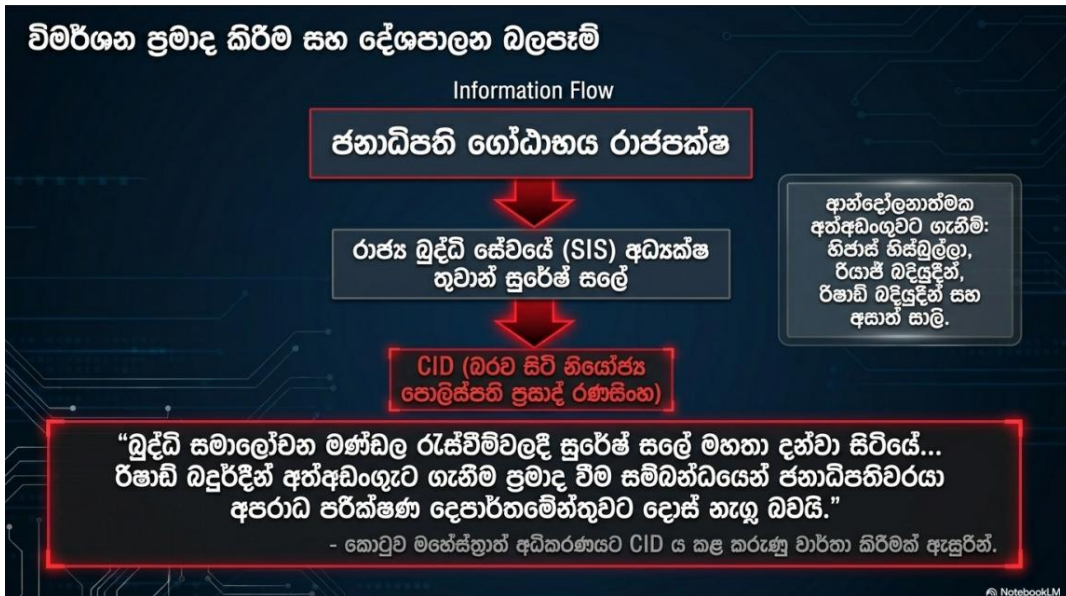 විමර්ශන ප්‍රමාද කිරීම සහ දේශපාලන බලපෑම්
Information Flow
ජනාධිපති ගෝඨාභය රාජපක්ෂ
රාජ්‍ය බුද්ධි සේවයේ (SIS) අධ්‍යක්ෂ
තුවාන් සුරේෂ් සලේ
ආන්දෝලනාත්මක
අත්අඩංගුවට ගැනීම්:
හිජාස් හිස්බුල්ලා,
රියාජ් බදියුදීන්,
රිෂාඩ් බදියුදීන් සහ
අසාත් සාලි.
CID (බරව සිටි නියෝජ්‍ය
පොලිස්පති ප්‍රසාද් රණසිංහ)
“බුද්ධි සමාලෝචන මණ්ඩල රැස්වීම්වලදී සුරේෂ් සලේ මහතා දන්වා සිටියේ...
රිෂාඩ් බදුර්දීන් අත්අඩංගුැට ගැනීම ප්‍රමාද වීම සම්බන්ධයෙන් ජනාධිපතිවරයා
අපරාධ පරීක්ෂණ දෙපාර්තමේන්තුවට දොස් නැගූ බවයි.”
- කොටුව මහේස්ත්‍රාත් අධිකරණයට CID ය කළ කරුණු වාර්තා කිරීමක් ඇසුරින්.
NotebookLM